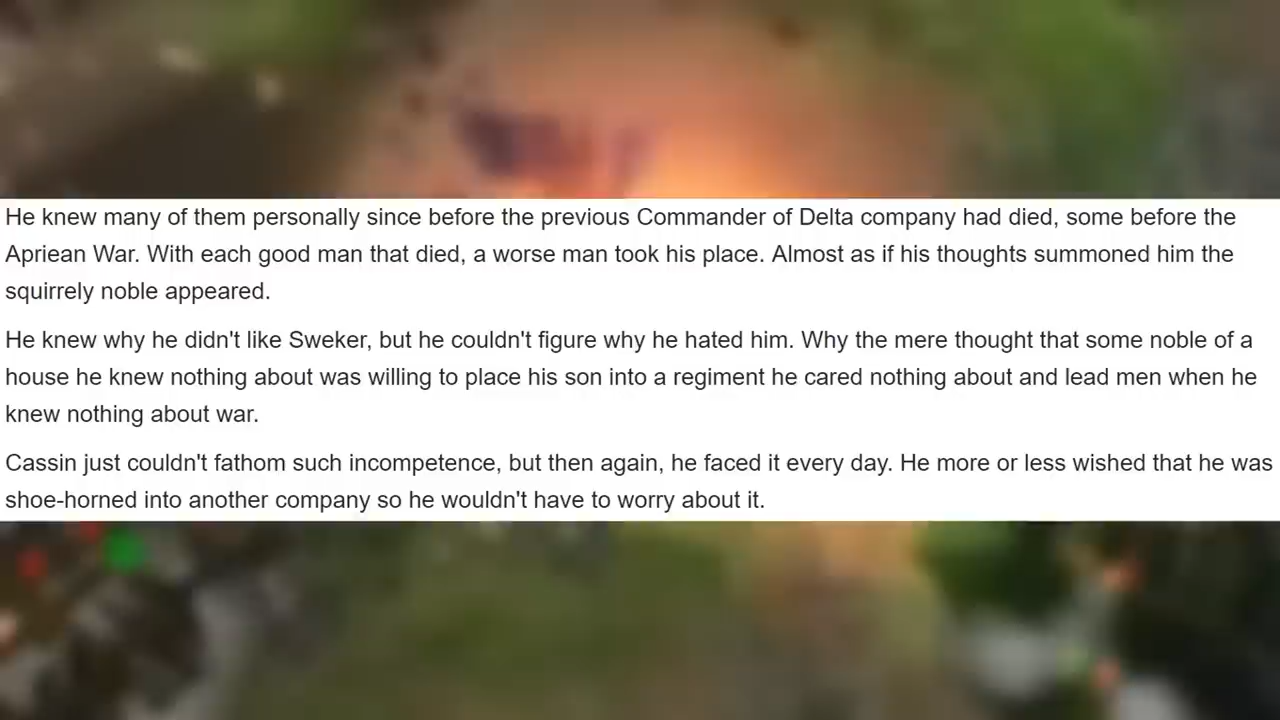 He knew many of them personally since before the previous Commander of Delta company had died, some before the
Apriean War. With each good man that died, a worse man took his place. Almost as if his thoughts summoned him the
squirrely noble appeared.
He knew why he didn't like Sweker, but he couldn't figure why he hated him. Why the mere thought that some noble of a
house he knew nothing about was willing to place his son into a regiment he cared nothing about and lead men when he
knew nothing about war.
Cassin just couldn't fathom such incompetence, but then again, he faced it every day. He more or less wished that he was
shoe-horned into another company so he wouldn't have to worry about it.